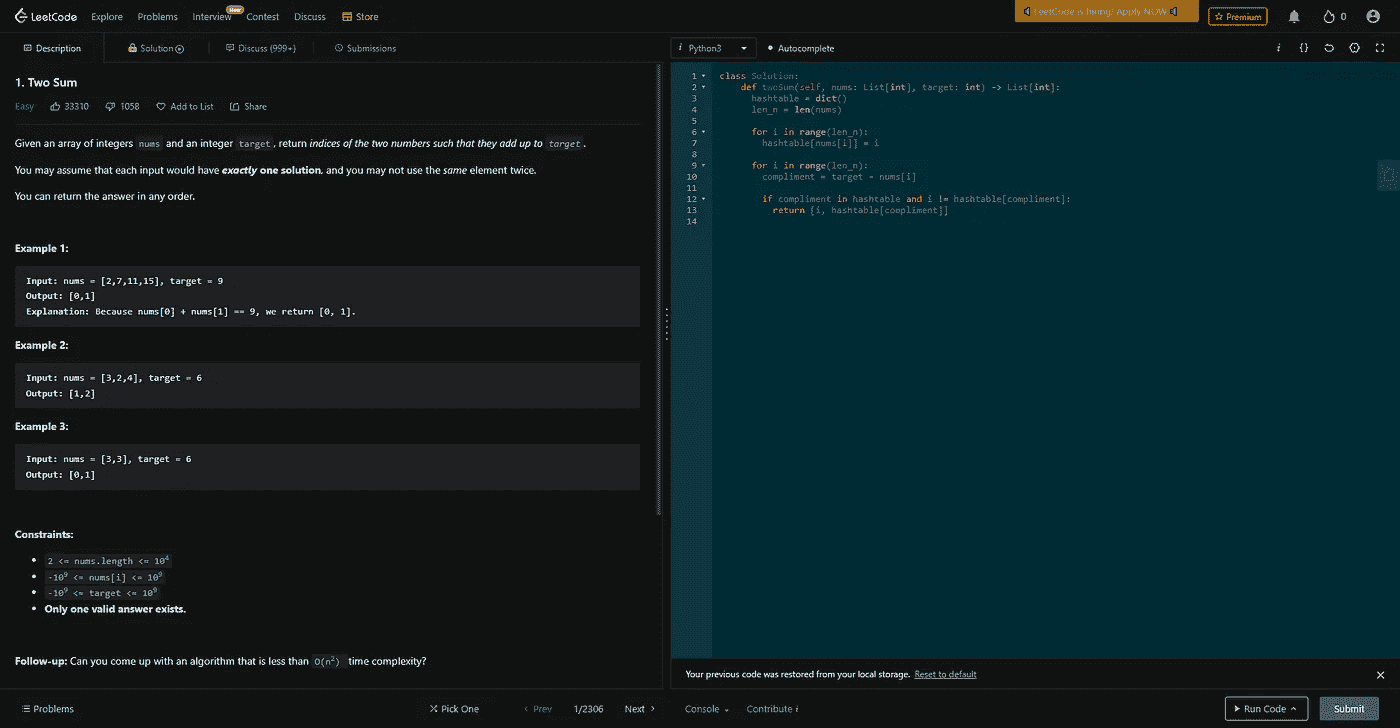 LeetCode Explore Problems Interview New Contest Discuss Store LeetCode is hiring! Apply NOW. Premium 0
Description Solution Discuss (999+) Submissions
i Python3 Autocomplete i {}
1. Two Sum
Easy 33310 1058 Add to List Share
Given an array of integers nums and an integer target, return indices of the two numbers such that they add up to target.
You may assume that each input would have exactly one solution, and you may not use the same element twice.
You can return the answer in any order.
Example 1:
Input: nums = [2,7,11,15], target = 9
Output: [0,1]
Explanation: Because nums[0] + nums[1] == 9, we return [0, 1].
Example 2:
Input: nums = [3,2,4], target = 6
Output: [1,2]
Example 3:
Input: nums = [3,3], target = 6
Output: [0,1]
Constraints:
• 2 <= nums.length <= 10⁴
• -10⁹ <= nums[i] <= 10⁹
• -10⁹ <= target <= 10⁹
• Only one valid answer exists.
Follow-up: Can you come up with an algorithm that is less than O(n²) time complexity?
1 class Solution:
2 def twoSum(self, nums: List[int], target: int) -> List[int]:
3 hashtable = dict()
4 len_n = len(nums)
5
6 for i in range(len_n):
7 hashtable[nums[i]] = i
8
9 for i in range(len_n):
10 compliment = target - nums[i]
11
12 if compliment in hashtable and i != hashtable[compliment]:
13 return [i, hashtable[compliment]]
14
Your previous code was restored from your local storage. Reset to default
Problems Pick One Prev 1/2306 Next Console Contribute i Run Code Submit